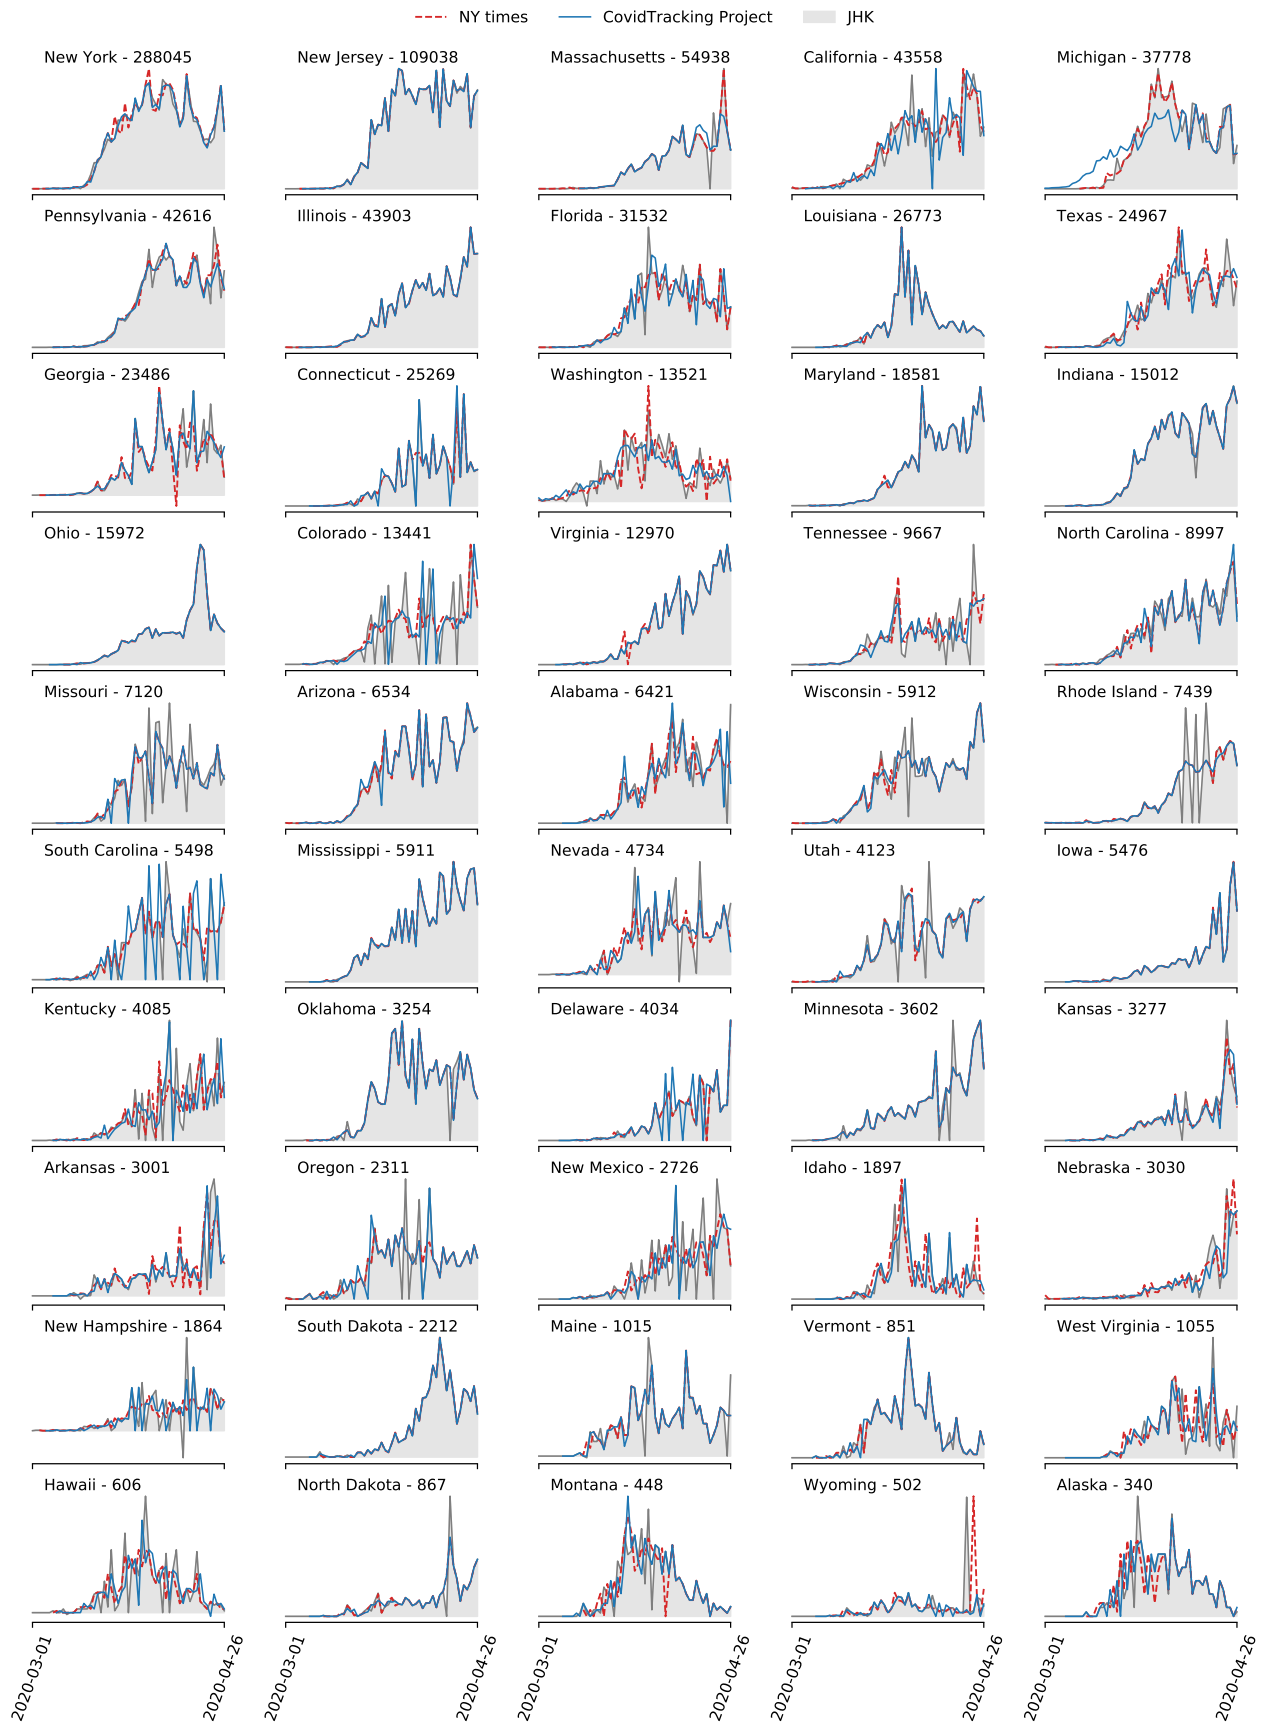 NY times CovidTracking Project JHK
New York - 288045 New Jersey - 109038 Massachusetts - 54938 California - 43558 Michigan - 37778
Pennsylvania - 42616 Illinois - 43903 Florida - 31532 Louisiana - 26773 Texas - 24967
Georgia - 23486 Connecticut - 25269 Washington - 13521 Maryland - 18581 Indiana - 15012
Ohio - 15972 Colorado - 13441 Virginia - 12970 Tennessee - 9667 North Carolina - 8997
Missouri - 7120 Arizona - 6534 Alabama - 6421 Wisconsin - 5912 Rhode Island - 7439
South Carolina - 5498 Mississippi - 5911 Nevada - 4734 Utah - 4123 Iowa - 5476
Kentucky - 4085 Oklahoma - 3254 Delaware - 4034 Minnesota - 3602 Kansas - 3277
Arkansas - 3001 Oregon - 2311 New Mexico - 2726 Idaho - 1897 Nebraska - 3030
New Hampshire - 1864 South Dakota - 2212 Maine - 1015 Vermont - 851 West Virginia - 1055
Hawaii - 606 North Dakota - 867 Montana - 448 Wyoming - 502 Alaska - 340
2020-03-01 2020-04-26 2020-03-01 2020-04-26 2020-03-01 2020-04-26 2020-03-01 2020-04-26 2020-03-01 2020-04-26